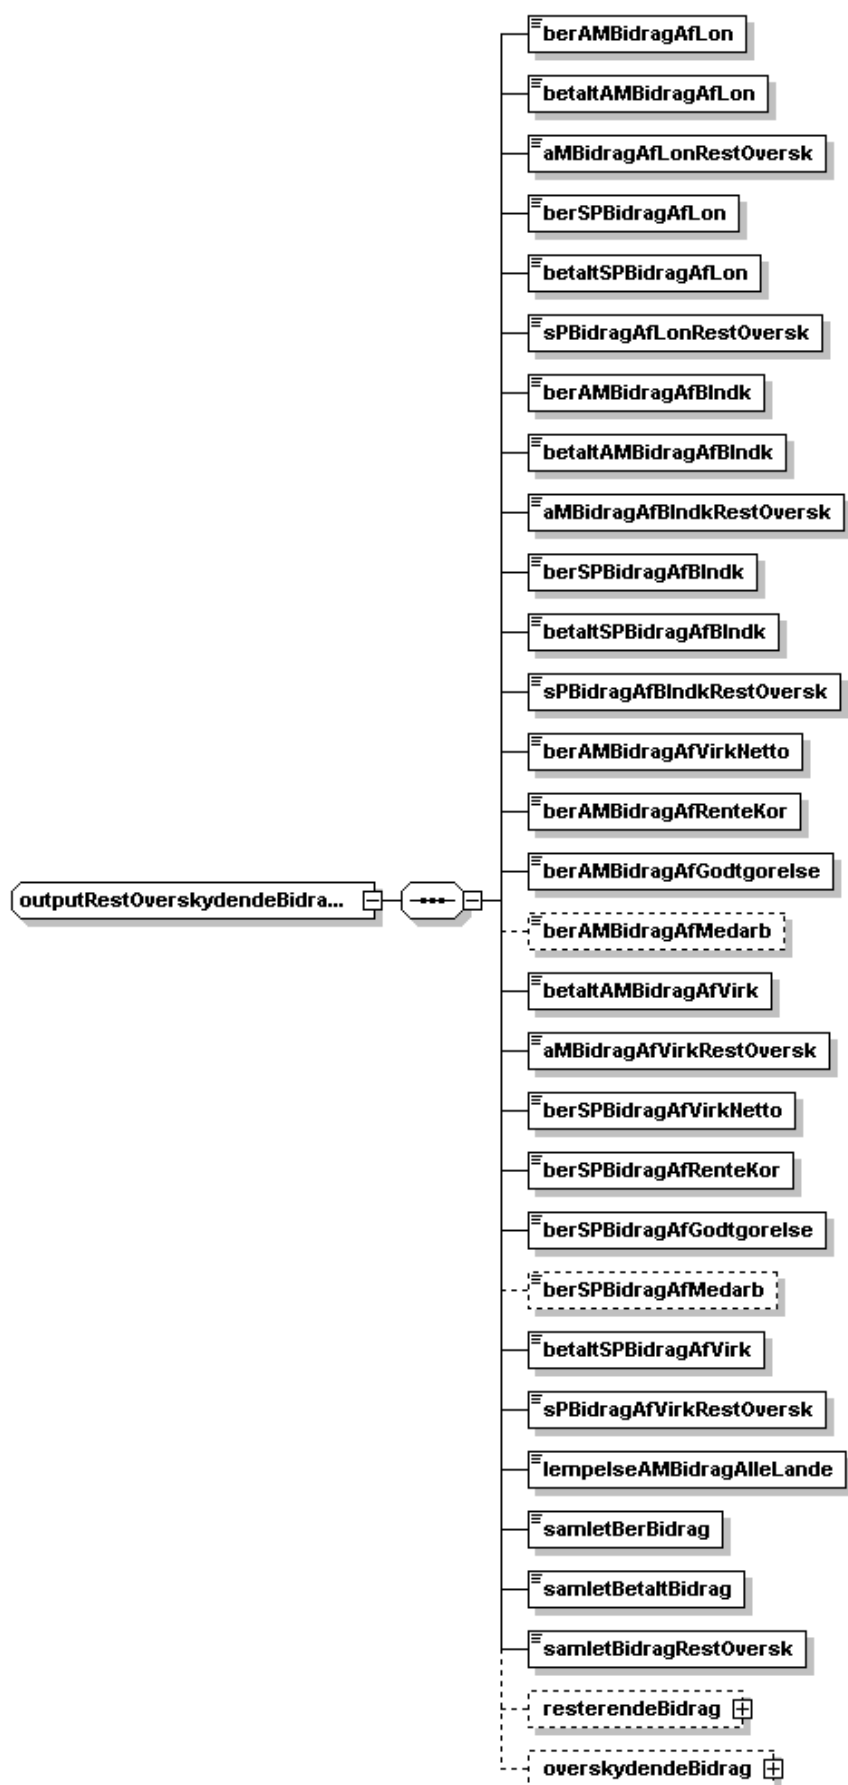 berAMBidragAfLon
betaltAMBidragAfLon
aMBidragAfLonRestOversk
berSPBidragAfLon
betaltSPBidragAfLon
sPBidragAfLonRestOversk
berAMBidragAfBIndk
betaltAMBidragAfBIndk
aMBidragAfBIndkRestOversk
berSPBidragAfBIndk
betaltSPBidragAfBIndk
sPBidragAfBIndkRestOversk
berAMBidragAfVirkNetto
berAMBidragAfRenteKor
berAMBidragAfGodtgorelse
outputRestOverskydendeBidra...
berAMBidragAfMedarb
betaltAMBidragAfVirk
aMBidragAfVirkRestOversk
berSPBidragAfVirkNetto
berSPBidragAfRenteKor
berSPBidragAfGodtgorelse
berSPBidragAfMedarb
betaltSPBidragAfVirk
sPBidragAfVirkRestOversk
lempelseAMBidragAlleLande
samletBerBidrag
samletBetaltBidrag
samletBidragRestOversk
resterendeBidrag
overskydendeBidrag